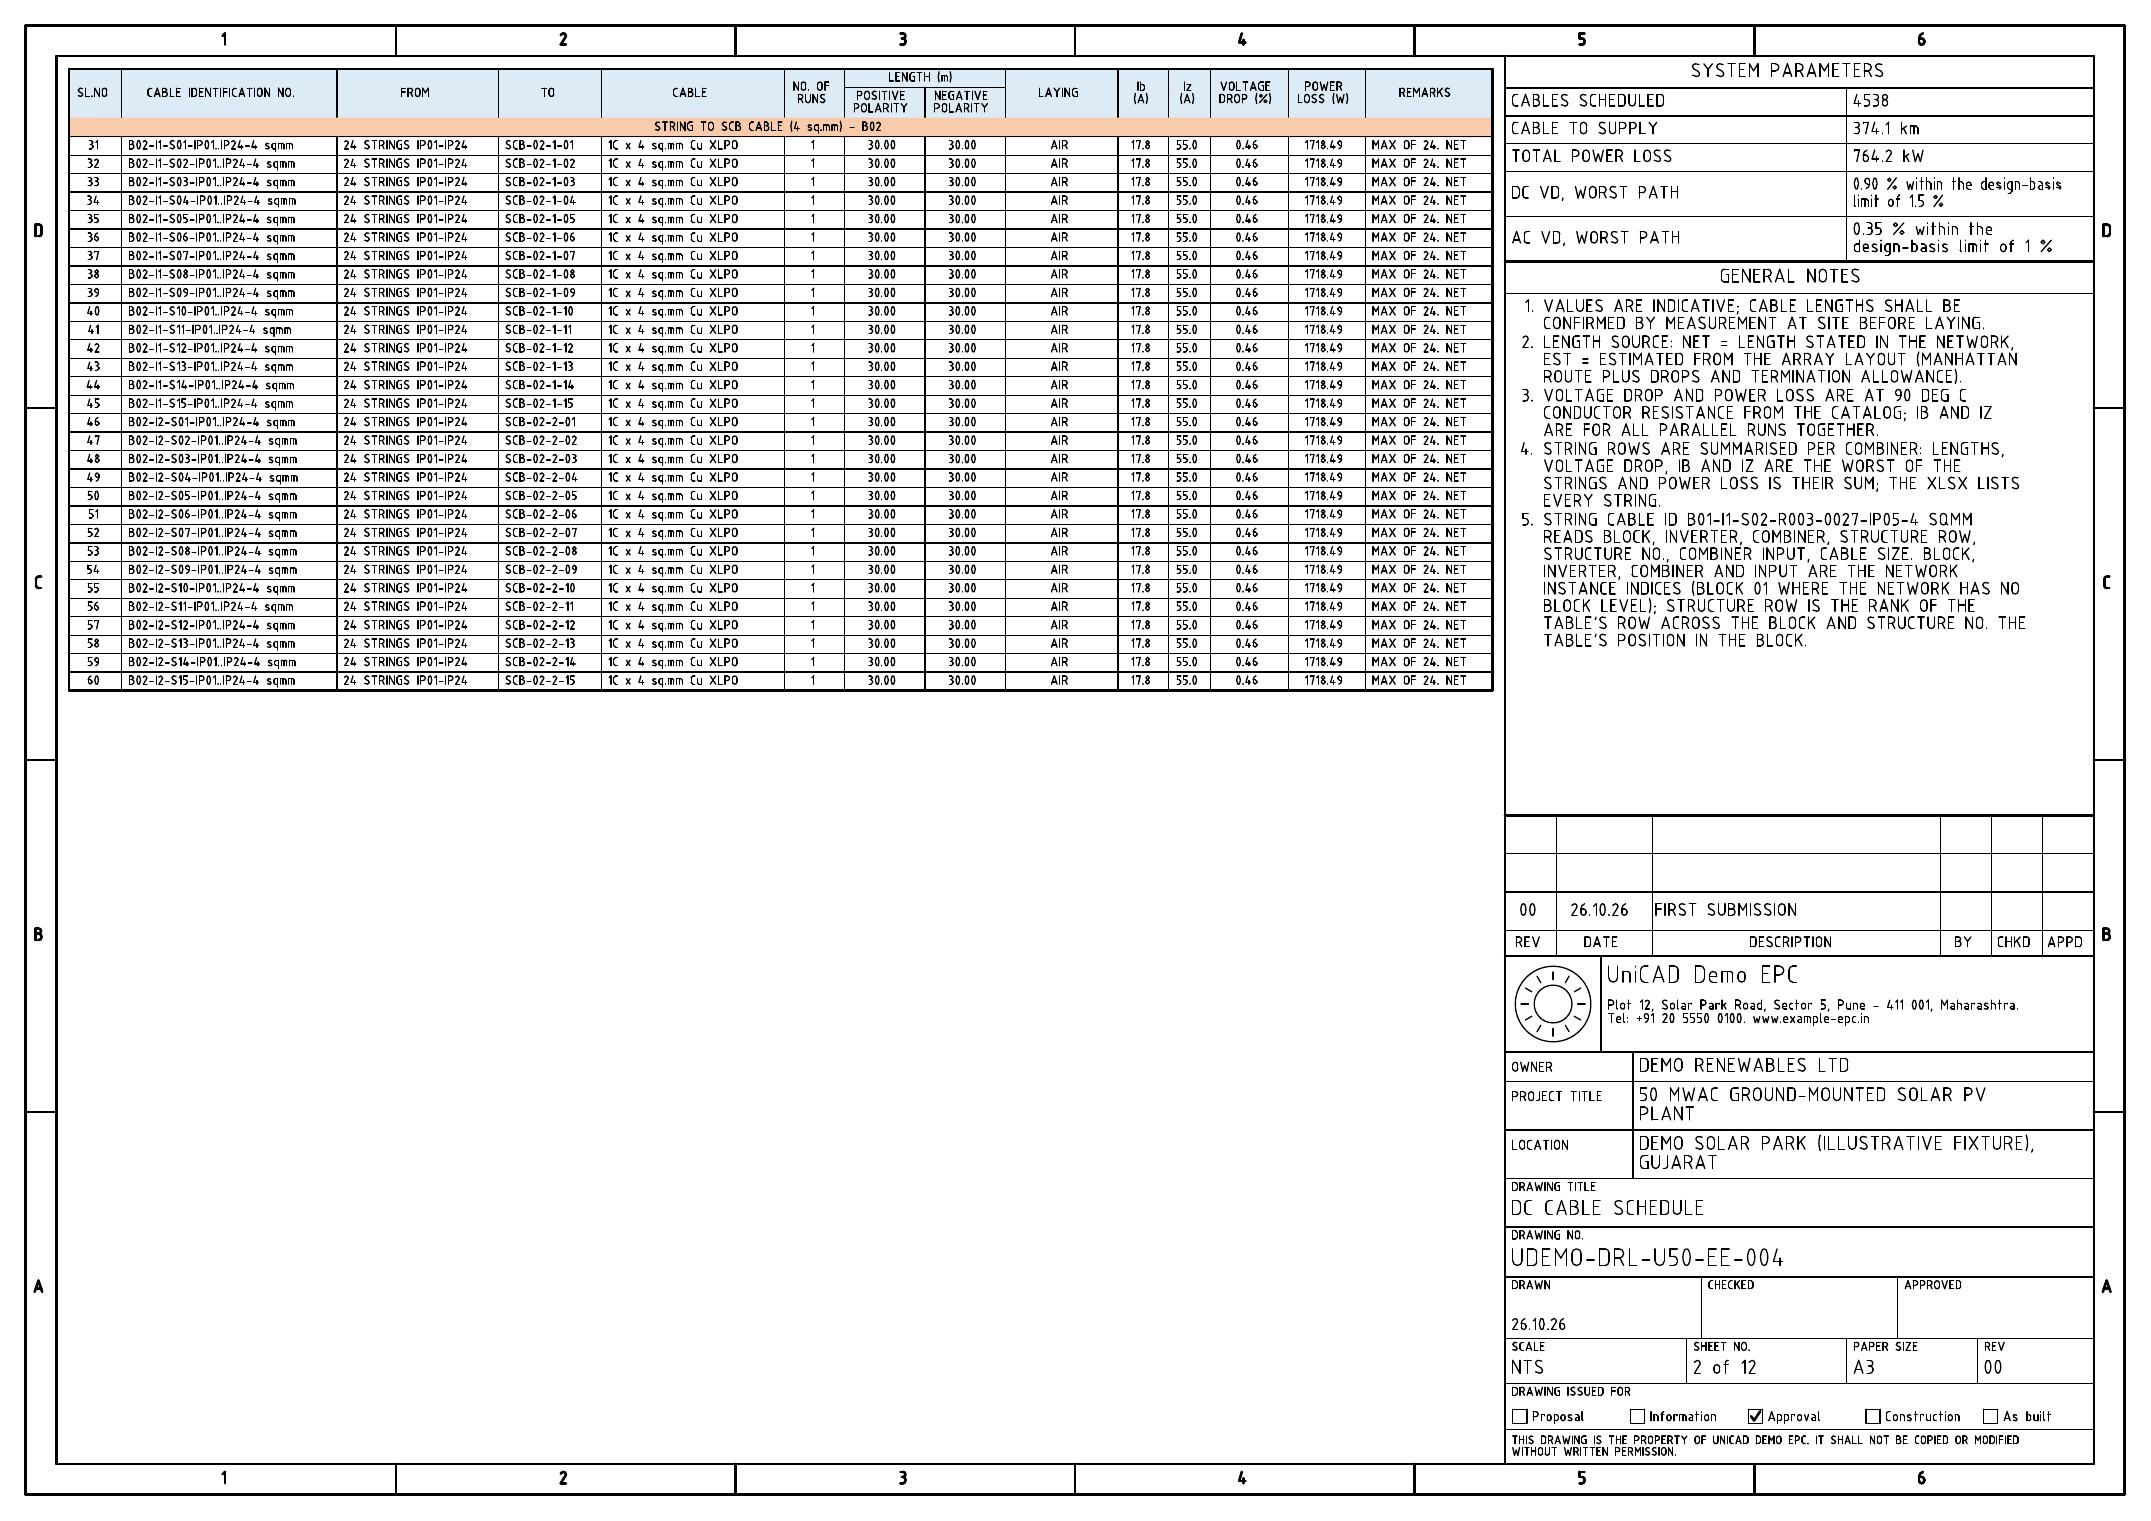 1 2 3 4 5 6
SL.NO CABLE IDENTIFICATION NO. FROM TO CABLE NO. OF RUNS LENGTH (m) POSITIVE POLARITY NEGATIVE POLARITY LAYING Ib (A) Iz (A) VOLTAGE DROP (%) POWER LOSS (W) REMARKS
STRING TO SCB CABLE (4 sq.mm) - B02
31 B02-I1-S01-IP01..IP24-4 sqmm 24 STRINGS IP01-IP24 SCB-02-1-01 1C x 4 sq.mm Cu XLPO 1 30.00 30.00 AIR 17.8 55.0 0.46 1718.49 MAX OF 24. NET
32 B02-I1-S02-IP01..IP24-4 sqmm 24 STRINGS IP01-IP24 SCB-02-1-02 1C x 4 sq.mm Cu XLPO 1 30.00 30.00 AIR 17.8 55.0 0.46 1718.49 MAX OF 24. NET
33 B02-I1-S03-IP01..IP24-4 sqmm 24 STRINGS IP01-IP24 SCB-02-1-03 1C x 4 sq.mm Cu XLPO 1 30.00 30.00 AIR 17.8 55.0 0.46 1718.49 MAX OF 24. NET
34 B02-I1-S04-IP01..IP24-4 sqmm 24 STRINGS IP01-IP24 SCB-02-1-04 1C x 4 sq.mm Cu XLPO 1 30.00 30.00 AIR 17.8 55.0 0.46 1718.49 MAX OF 24. NET
35 B02-I1-S05-IP01..IP24-4 sqmm 24 STRINGS IP01-IP24 SCB-02-1-05 1C x 4 sq.mm Cu XLPO 1 30.00 30.00 AIR 17.8 55.0 0.46 1718.49 MAX OF 24. NET
36 B02-I1-S06-IP01..IP24-4 sqmm 24 STRINGS IP01-IP24 SCB-02-1-06 1C x 4 sq.mm Cu XLPO 1 30.00 30.00 AIR 17.8 55.0 0.46 1718.49 MAX OF 24. NET
37 B02-I1-S07-IP01..IP24-4 sqmm 24 STRINGS IP01-IP24 SCB-02-1-07 1C x 4 sq.mm Cu XLPO 1 30.00 30.00 AIR 17.8 55.0 0.46 1718.49 MAX OF 24. NET
38 B02-I1-S08-IP01..IP24-4 sqmm 24 STRINGS IP01-IP24 SCB-02-1-08 1C x 4 sq.mm Cu XLPO 1 30.00 30.00 AIR 17.8 55.0 0.46 1718.49 MAX OF 24. NET
39 B02-I1-S09-IP01..IP24-4 sqmm 24 STRINGS IP01-IP24 SCB-02-1-09 1C x 4 sq.mm Cu XLPO 1 30.00 30.00 AIR 17.8 55.0 0.46 1718.49 MAX OF 24. NET
40 B02-I1-S10-IP01..IP24-4 sqmm 24 STRINGS IP01-IP24 SCB-02-1-10 1C x 4 sq.mm Cu XLPO 1 30.00 30.00 AIR 17.8 55.0 0.46 1718.49 MAX OF 24. NET
41 B02-I1-S11-IP01..IP24-4 sqmm 24 STRINGS IP01-IP24 SCB-02-1-11 1C x 4 sq.mm Cu XLPO 1 30.00 30.00 AIR 17.8 55.0 0.46 1718.49 MAX OF 24. NET
42 B02-I1-S12-IP01..IP24-4 sqmm 24 STRINGS IP01-IP24 SCB-02-1-12 1C x 4 sq.mm Cu XLPO 1 30.00 30.00 AIR 17.8 55.0 0.46 1718.49 MAX OF 24. NET
43 B02-I1-S13-IP01..IP24-4 sqmm 24 STRINGS IP01-IP24 SCB-02-1-13 1C x 4 sq.mm Cu XLPO 1 30.00 30.00 AIR 17.8 55.0 0.46 1718.49 MAX OF 24. NET
44 B02-I1-S14-IP01..IP24-4 sqmm 24 STRINGS IP01-IP24 SCB-02-1-14 1C x 4 sq.mm Cu XLPO 1 30.00 30.00 AIR 17.8 55.0 0.46 1718.49 MAX OF 24. NET
45 B02-I1-S15-IP01..IP24-4 sqmm 24 STRINGS IP01-IP24 SCB-02-1-15 1C x 4 sq.mm Cu XLPO 1 30.00 30.00 AIR 17.8 55.0 0.46 1718.49 MAX OF 24. NET
46 B02-I2-S01-IP01..IP24-4 sqmm 24 STRINGS IP01-IP24 SCB-02-2-01 1C x 4 sq.mm Cu XLPO 1 30.00 30.00 AIR 17.8 55.0 0.46 1718.49 MAX OF 24. NET
47 B02-I2-S02-IP01..IP24-4 sqmm 24 STRINGS IP01-IP24 SCB-02-2-02 1C x 4 sq.mm Cu XLPO 1 30.00 30.00 AIR 17.8 55.0 0.46 1718.49 MAX OF 24. NET
48 B02-I2-S03-IP01..IP24-4 sqmm 24 STRINGS IP01-IP24 SCB-02-2-03 1C x 4 sq.mm Cu XLPO 1 30.00 30.00 AIR 17.8 55.0 0.46 1718.49 MAX OF 24. NET
49 B02-I2-S04-IP01..IP24-4 sqmm 24 STRINGS IP01-IP24 SCB-02-2-04 1C x 4 sq.mm Cu XLPO 1 30.00 30.00 AIR 17.8 55.0 0.46 1718.49 MAX OF 24. NET
50 B02-I2-S05-IP01..IP24-4 sqmm 24 STRINGS IP01-IP24 SCB-02-2-05 1C x 4 sq.mm Cu XLPO 1 30.00 30.00 AIR 17.8 55.0 0.46 1718.49 MAX OF 24. NET
51 B02-I2-S06-IP01..IP24-4 sqmm 24 STRINGS IP01-IP24 SCB-02-2-06 1C x 4 sq.mm Cu XLPO 1 30.00 30.00 AIR 17.8 55.0 0.46 1718.49 MAX OF 24. NET
52 B02-I2-S07-IP01..IP24-4 sqmm 24 STRINGS IP01-IP24 SCB-02-2-07 1C x 4 sq.mm Cu XLPO 1 30.00 30.00 AIR 17.8 55.0 0.46 1718.49 MAX OF 24. NET
53 B02-I2-S08-IP01..IP24-4 sqmm 24 STRINGS IP01-IP24 SCB-02-2-08 1C x 4 sq.mm Cu XLPO 1 30.00 30.00 AIR 17.8 55.0 0.46 1718.49 MAX OF 24. NET
54 B02-I2-S09-IP01..IP24-4 sqmm 24 STRINGS IP01-IP24 SCB-02-2-09 1C x 4 sq.mm Cu XLPO 1 30.00 30.00 AIR 17.8 55.0 0.46 1718.49 MAX OF 24. NET
55 B02-I2-S10-IP01..IP24-4 sqmm 24 STRINGS IP01-IP24 SCB-02-2-10 1C x 4 sq.mm Cu XLPO 1 30.00 30.00 AIR 17.8 55.0 0.46 1718.49 MAX OF 24. NET
56 B02-I2-S11-IP01..IP24-4 sqmm 24 STRINGS IP01-IP24 SCB-02-2-11 1C x 4 sq.mm Cu XLPO 1 30.00 30.00 AIR 17.8 55.0 0.46 1718.49 MAX OF 24. NET
57 B02-I2-S12-IP01..IP24-4 sqmm 24 STRINGS IP01-IP24 SCB-02-2-12 1C x 4 sq.mm Cu XLPO 1 30.00 30.00 AIR 17.8 55.0 0.46 1718.49 MAX OF 24. NET
58 B02-I2-S13-IP01..IP24-4 sqmm 24 STRINGS IP01-IP24 SCB-02-2-13 1C x 4 sq.mm Cu XLPO 1 30.00 30.00 AIR 17.8 55.0 0.46 1718.49 MAX OF 24. NET
59 B02-I2-S14-IP01..IP24-4 sqmm 24 STRINGS IP01-IP24 SCB-02-2-14 1C x 4 sq.mm Cu XLPO 1 30.00 30.00 AIR 17.8 55.0 0.46 1718.49 MAX OF 24. NET
60 B02-I2-S15-IP01..IP24-4 sqmm 24 STRINGS IP01-IP24 SCB-02-2-15 1C x 4 sq.mm Cu XLPO 1 30.00 30.00 AIR 17.8 55.0 0.46 1718.49 MAX OF 24. NET
SYSTEM PARAMETERS
CABLES SCHEDULED 4538
CABLE TO SUPPLY 374.1 km
TOTAL POWER LOSS 764.2 kW
DC VD, WORST PATH 0.90 % within the design-basis
limit of 1.5 %
AC VD, WORST PATH 0.35 % within the
design-basis limit of 1 %
GENERAL NOTES
1. VALUES ARE INDICATIVE; CABLE LENGTHS SHALL BE
CONFIRMED BY MEASUREMENT AT SITE BEFORE LAYING.
2. LENGTH SOURCE: NET = LENGTH STATED IN THE NETWORK,
EST = ESTIMATED FROM THE ARRAY LAYOUT (MANHATTAN
ROUTE PLUS DROPS AND TERMINATION ALLOWANCE).
3. VOLTAGE DROP AND POWER LOSS ARE AT 90 DEG C
CONDUCTOR RESISTANCE FROM THE CATALOG; IB AND IZ
ARE FOR ALL PARALLEL RUNS TOGETHER.
4. STRING ROWS ARE SUMMARISED PER COMBINER: LENGTHS,
VOLTAGE DROP, IB AND IZ ARE THE WORST OF THE
STRINGS AND POWER LOSS IS THEIR SUM; THE XLSX LISTS
EVERY STRING.
5. STRING CABLE ID B01-I1-S02-R003-0027-IP05-4 SQMM
READS BLOCK, INVERTER, COMBINER, STRUCTURE ROW,
STRUCTURE NO., COMBINER INPUT, CABLE SIZE. BLOCK,
INVERTER, COMBINER AND INPUT ARE THE NETWORK
INSTANCE INDICES (BLOCK 01 WHERE THE NETWORK HAS NO
BLOCK LEVEL); STRUCTURE ROW IS THE RANK OF THE
TABLE'S ROW ACROSS THE BLOCK AND STRUCTURE NO. THE
TABLE'S POSITION IN THE BLOCK.
00 26.10.26 FIRST SUBMISSION
REV DATE DESCRIPTION BY CHKD APPD
UniCAD Demo EPC
Plot 12, Solar Park Road, Sector 5, Pune - 411 001, Maharashtra.
Tel: +91 20 5550 0100. www.example-epc.in
OWNER DEMO RENEWABLES LTD
PROJECT TITLE 50 MWAC GROUND-MOUNTED SOLAR PV
PLANT
LOCATION DEMO SOLAR PARK (ILLUSTRATIVE FIXTURE),
GUJARAT
DRAWING TITLE
DC CABLE SCHEDULE
DRAWING NO.
UDEMO-DRL-U50-EE-004
DRAWN CHECKED APPROVED
26.10.26
SCALE SHEET NO. PAPER SIZE REV
NTS 2 of 12 A3 00
DRAWING ISSUED FOR
Proposal Information Approval Construction As built
THIS DRAWING IS THE PROPERTY OF UNICAD DEMO EPC. IT SHALL NOT BE COPIED OR MODIFIED
WITHOUT WRITTEN PERMISSION.
D D
C C
B B
A A
1 2 3 4 5 6